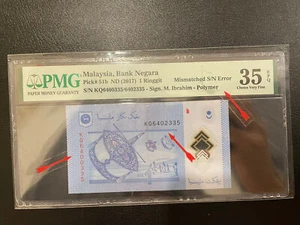 PMG
PAPER MONEY GUARANTY
Malaysia, Bank Negara
Pick# 51b ND (2017) 1 Ringgit
Mismatched S/N Error
S/N KQ6400335/6402335 - Sign. M. Ibrahim - Polymer
35 EPQ
Choice Very Fine
KQ6402335